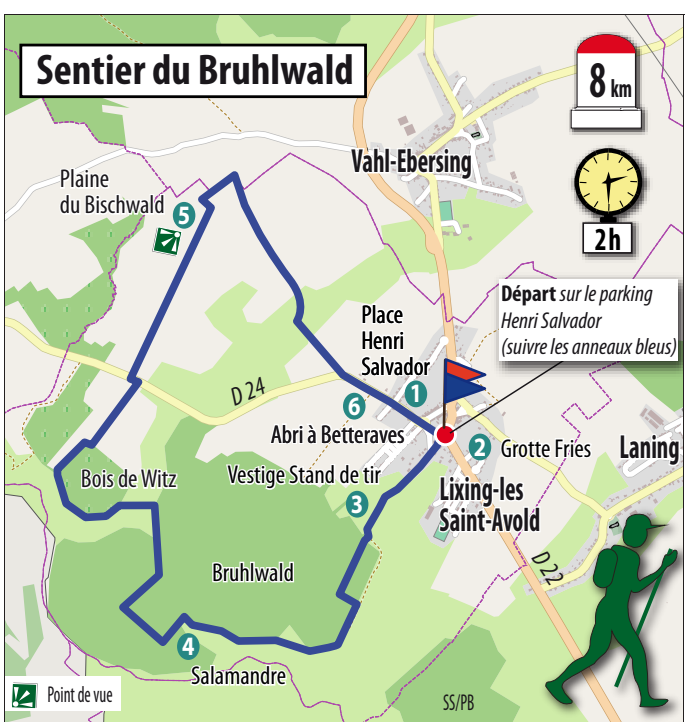 Sentier du Bruhlwald
8 km
Vahl-Ebersing
Plaine
du Bischwald
5
2h
Départ sur le parking
Henri Salvador
(suivre les anneaux bleus)
Place
Henri
Salvador
1
D 24
6
Abri à Betteraves
2
Grotte Fries
Laning
Bois de Witz
Vestige Stand de tir
3
Lixing-les
Saint-Avold
D 22
Bruhlwald
4
Salamandre
Point de vue
SS/PB